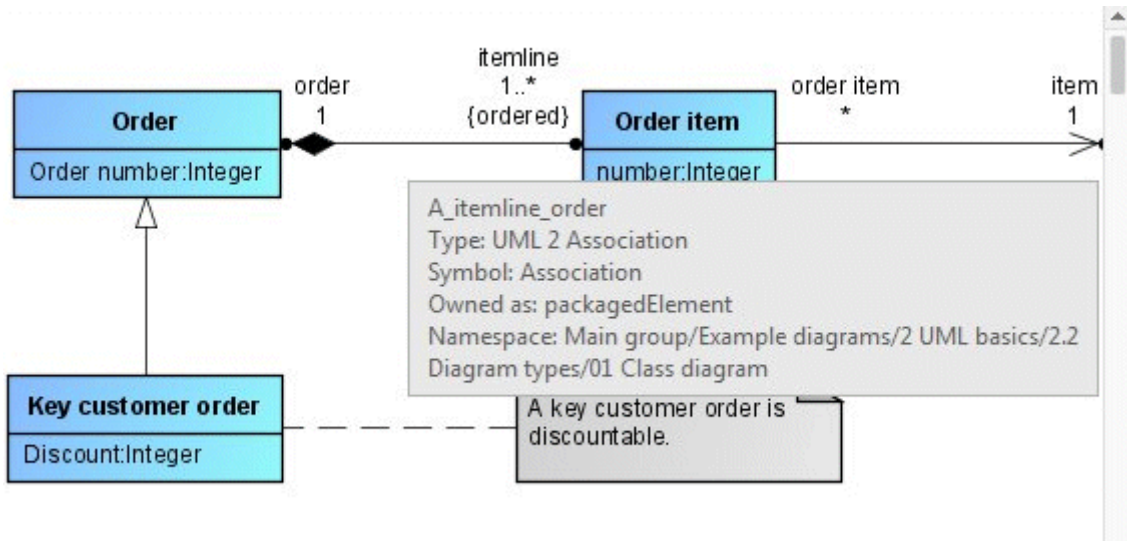 itemline
order
1..*
order item
item
1
{ordered}
*
1
Order
Order item
Order number:Integer
number:Integer
A_itemline_order
Type: UML 2 Association
Symbol: Association
Owned as: packagedElement
Namespace: Main group/Example diagrams/2 UML basics/2.2
Diagram types/01 Class diagram
Key customer order
Discount:Integer
A key customer order is
discountable.